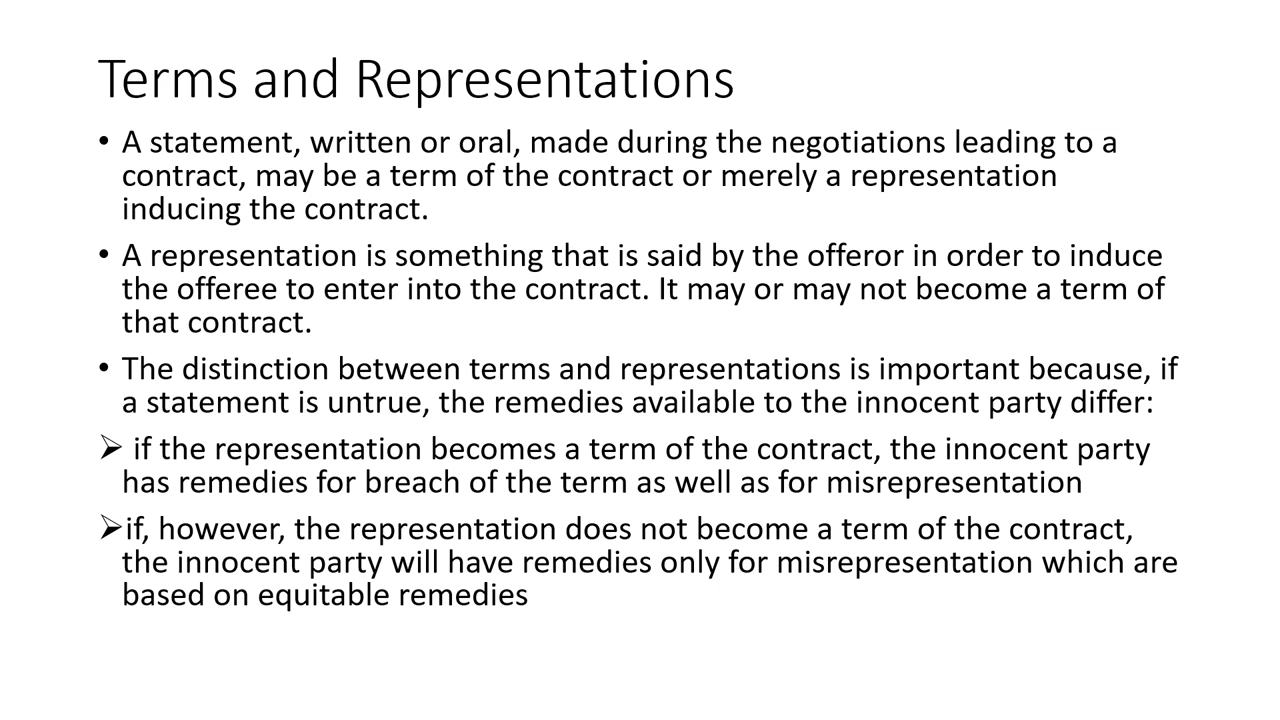 Terms and Representations
• A statement, written or oral, made during the negotiations leading to a
contract, may be a term of the contract or merely a representation
inducing the contract.
• A representation is something that is said by the offeror in order to induce
the offeree to enter into the contract. It may or may not become a term of
that contract.
• The distinction between terms and representations is important because, if
a statement is untrue, the remedies available to the innocent party differ:
➢ if the representation becomes a term of the contract, the innocent party
has remedies for breach of the term as well as for misrepresentation
➢if, however, the representation does not become a term of the contract,
the innocent party will have remedies only for misrepresentation which are
based on equitable remedies